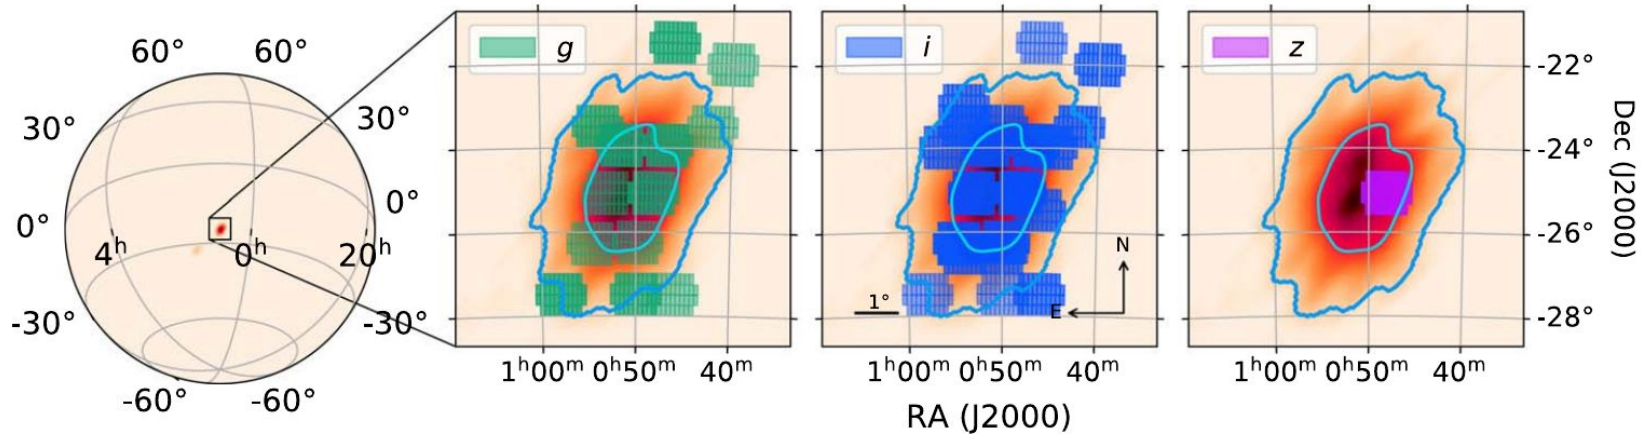 60° 60°
30° 30°
0° 0°
4ʰ 0ʰ 20ʰ
-30° -30°
-60° -60°
g
i
z
N
E
1°
-22°
-24°
-26°
-28°
Dec (J2000)
1ʰ00ᵐ 0ʰ50ᵐ 40ᵐ
1ʰ00ᵐ 0ʰ50ᵐ 40ᵐ
1ʰ00ᵐ 0ʰ50ᵐ 40ᵐ
RA (J2000)